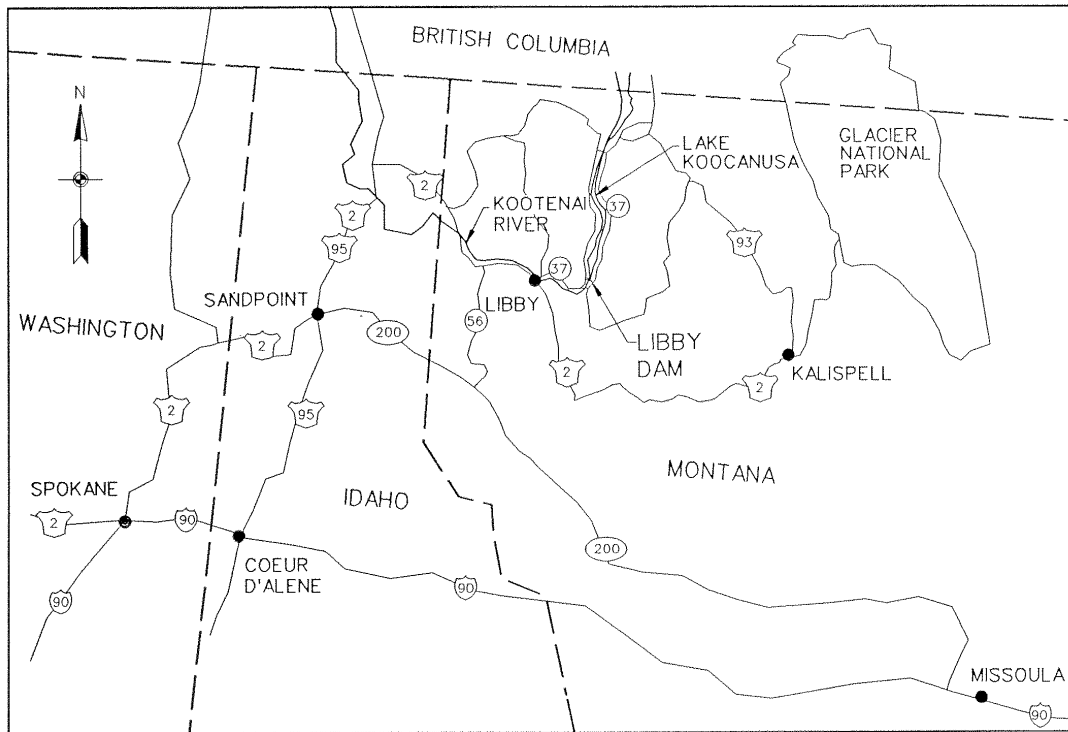 BRITISH COLUMBIA
N
GLACIER
NATIONAL
PARK
LAKE
KOOCANUSA
2
37
KOOTENAI
RIVER
2
95
93
37
SANDPOINT
LIBBY
WASHINGTON
200
56
2
LIBBY
DAM
2
KALISPELL
2
2
95
MONTANA
SPOKANE
IDAHO
2
90
200
COEUR
D'ALENE
90
90
MISSOULA
90